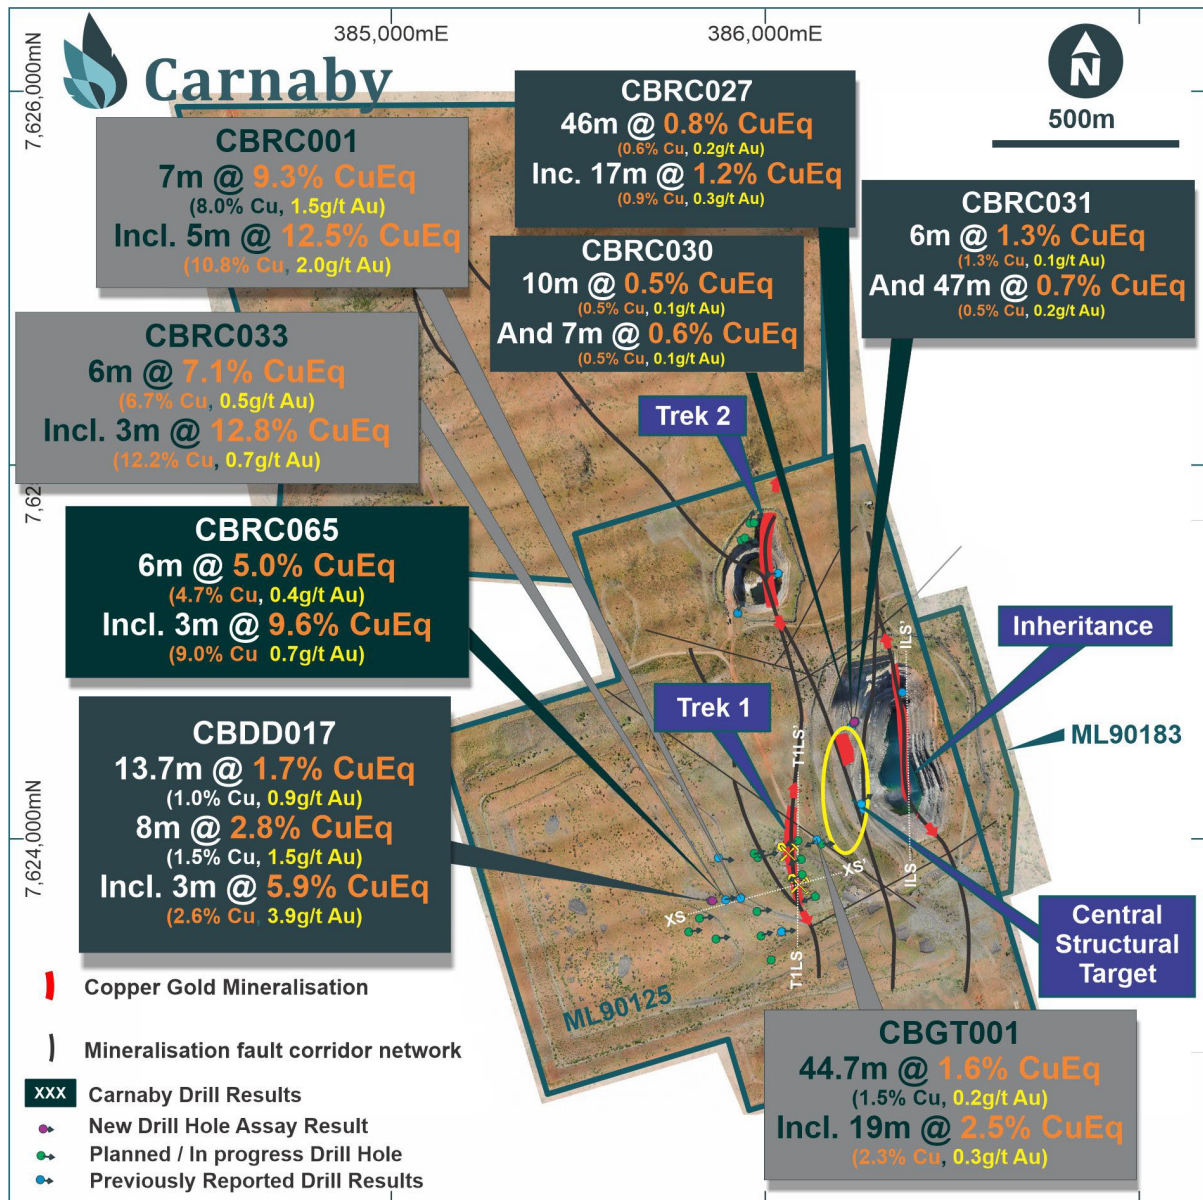 385,000mE
386,000mE
7,626,000mN
Carnaby
N
500m
CBRC001
7m @ 9.3% CuEq
(8.0% Cu, 1.5g/t Au)
Incl. 5m @ 12.5% CuEq
(10.8% Cu, 2.0g/t Au)
CBRC027
46m @ 0.8% CuEq
(0.6% Cu, 0.2g/t Au)
Inc. 17m @ 1.2% CuEq
(0.9% Cu, 0.3g/t Au)
CBRC031
6m @ 1.3% CuEq
(1.3% Cu, 0.1g/t Au)
And 47m @ 0.7% CuEq
(0.5% Cu, 0.2g/t Au)
CBRC030
10m @ 0.5% CuEq
(0.5% Cu, 0.1g/t Au)
And 7m @ 0.6% CuEq
(0.5% Cu, 0.1g/t Au)
CBRC033
6m @ 7.1% CuEq
(6.7% Cu, 0.5g/t Au)
Incl. 3m @ 12.8% CuEq
(12.2% Cu, 0.7g/t Au)
Trek 2
7,62
CBRC065
6m @ 5.0% CuEq
(4.7% Cu, 0.4g/t Au)
Incl. 3m @ 9.6% CuEq
(9.0% Cu 0.7g/t Au)
Inheritance
ILS'
Trek 1
T1LS'
ML90183
CBDD017
13.7m @ 1.7% CuEq
(1.0% Cu, 0.9g/t Au)
8m @ 2.8% CuEq
(1.5% Cu, 1.5g/t Au)
Incl. 3m @ 5.9% CuEq
(2.6% Cu, 3.9g/t Au)
7,624,000mN
XS'
ILS
XS
T1LS
Central
Structural
Target
ML90125
Copper Gold Mineralisation
Mineralisation fault corridor network
XXX Carnaby Drill Results
New Drill Hole Assay Result
Planned / In progress Drill Hole
Previously Reported Drill Results
CBGT001
44.7m @ 1.6% CuEq
(1.5% Cu, 0.2g/t Au)
Incl. 19m @ 2.5% CuEq
(2.3% Cu, 0.3g/t Au)